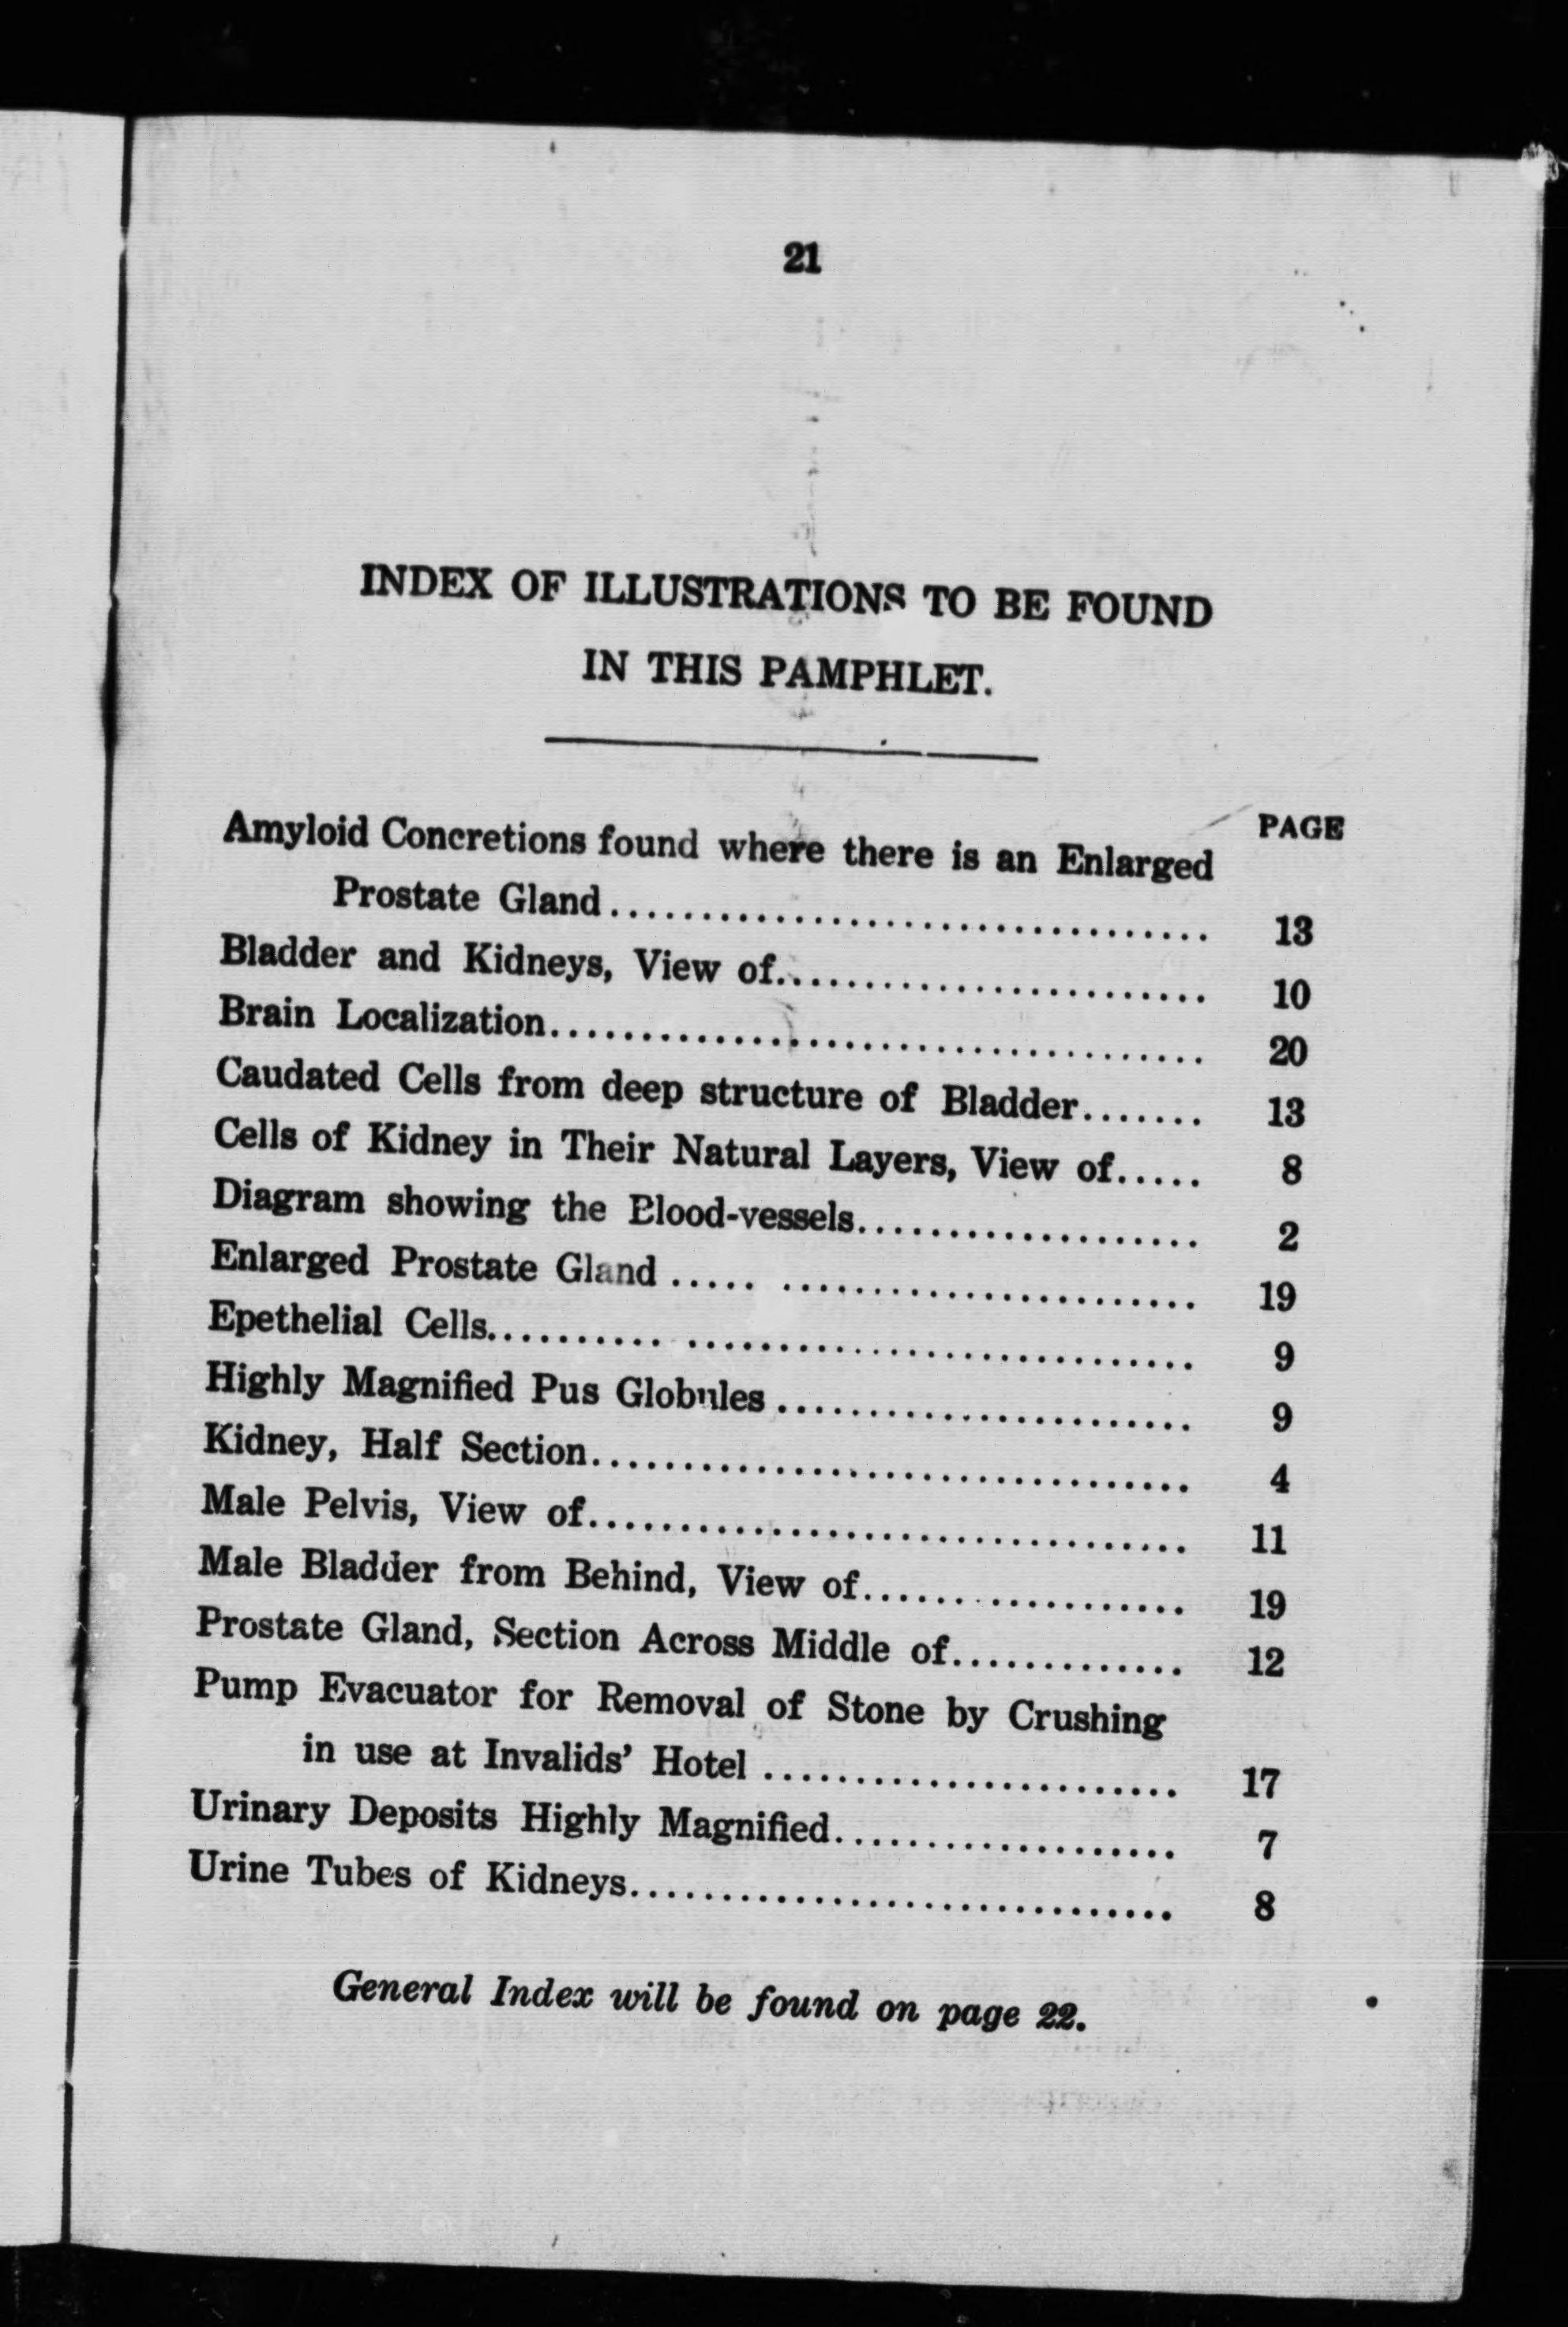 21
INDEX OF ILLUSTRATIONS TO BE FOUND
IN THIS PAMPHLET.
PAGE
Amyloid Concretions found where there is an Enlarged
Prostate Gland.................................. 13
Bladder and Kidneys, View of........................ 10
Brain Localization.................................... 20
Caudated Cells from deep structure of Bladder....... 13
Cells of Kidney in Their Natural Layers, View of..... 8
Diagram showing the Blood-vessels................... 2
Enlarged Prostate Gland ..... ....................... 19
Epethelial Cells.......... ............................ 9
Highly Magnified Pus Globules ....................... 9
Kidney, Half Section................................. 4
Male Pelvis, View of................................. 11
Male Bladder from Behind, View of.................. 19
Prostate Gland, Section Across Middle of............. 12
Pump Evacuator for Removal of Stone by Crushing
in use at Invalids' Hotel ....................... 17
Urinary Deposits Highly Magnified................... 7
Urine Tubes of Kidneys.............................. 8
General Index will be found on page 22.